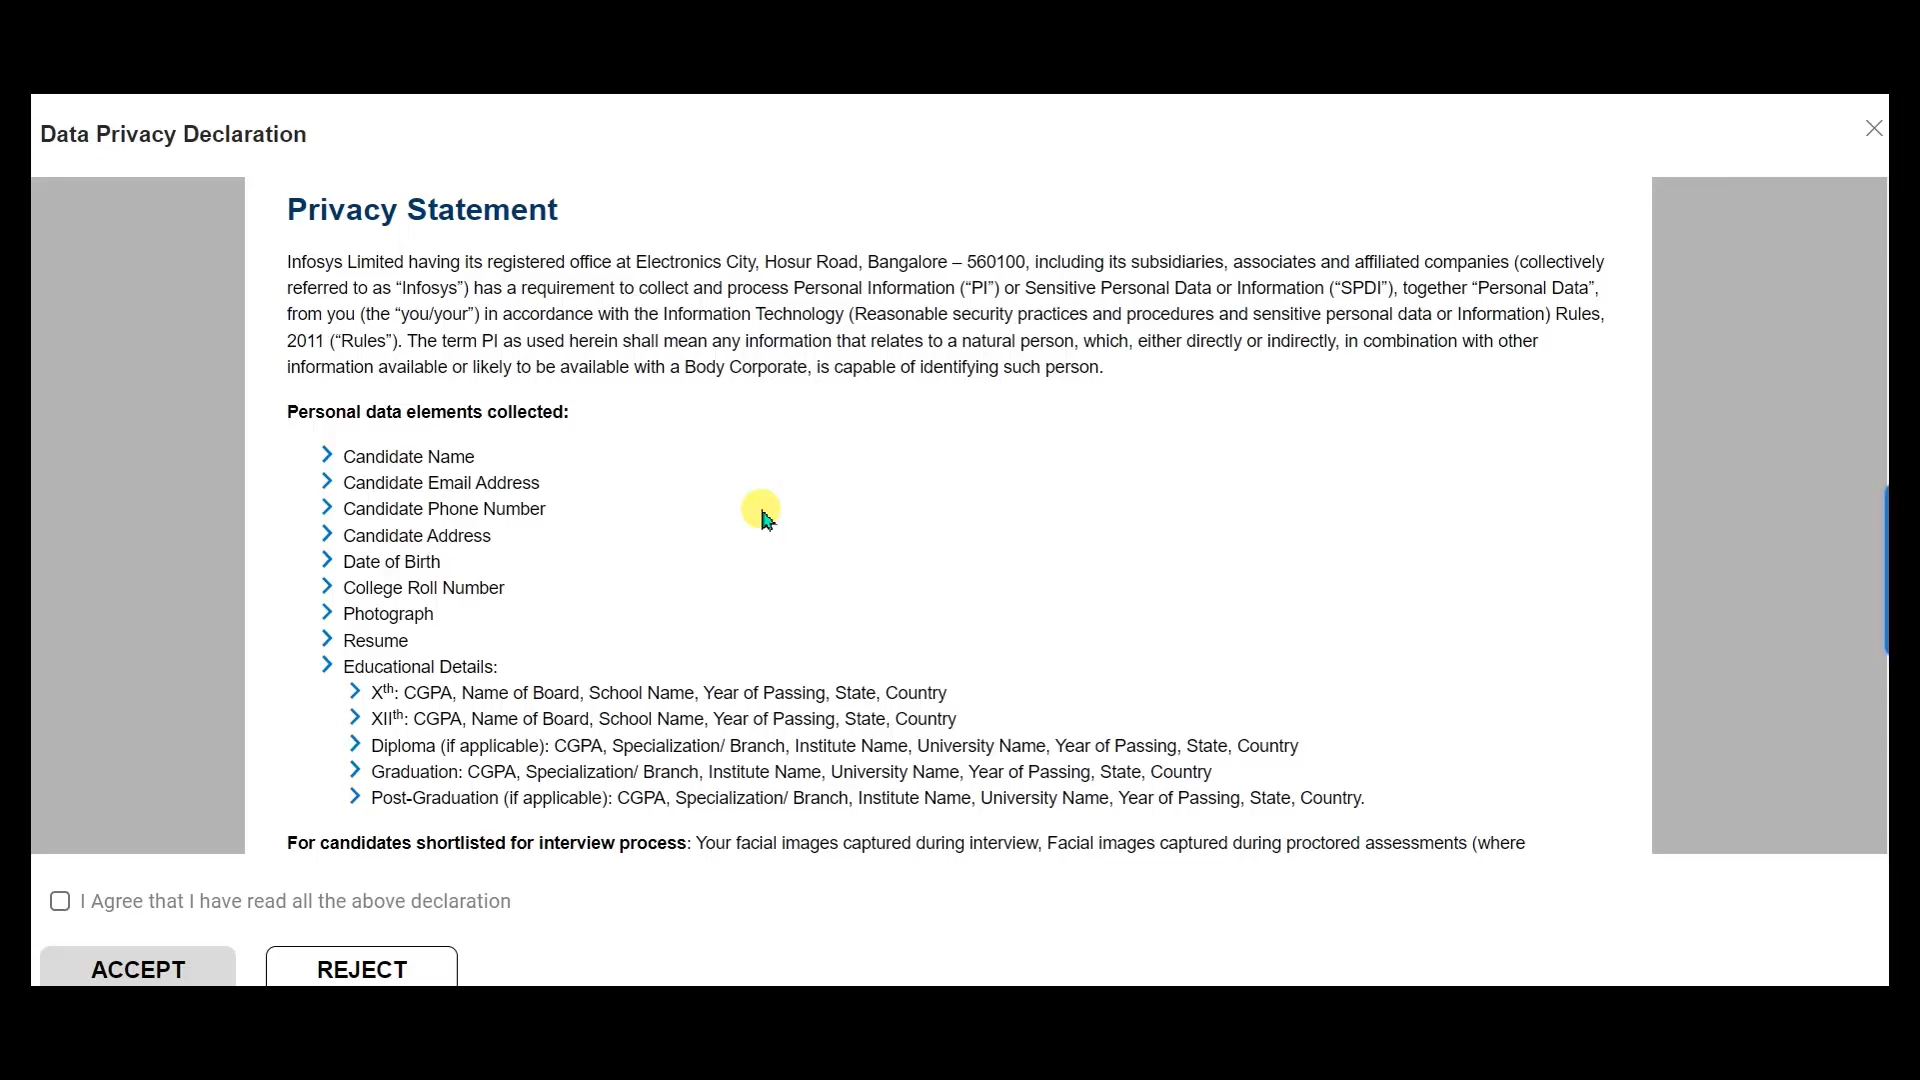 Data Privacy Declaration
Privacy Statement
Infosys Limited having its registered office at Electronics City, Hosur Road, Bangalore – 560100, including its subsidiaries, associates and affiliated companies (collectively
referred to as “Infosys”) has a requirement to collect and process Personal Information (“PI”) or Sensitive Personal Data or Information (“SPDI”), together “Personal Data”,
from you (the “you/your”) in accordance with the Information Technology (Reasonable security practices and procedures and sensitive personal data or Information) Rules,
2011 (“Rules”). The term PI as used herein shall mean any information that relates to a natural person, which, either directly or indirectly, in combination with other
information available or likely to be available with a Body Corporate, is capable of identifying such person.
Personal data elements collected:
Candidate Name
Candidate Email Address
Candidate Phone Number
Candidate Address
Date of Birth
College Roll Number
Photograph
Resume
Educational Details:
Xth: CGPA, Name of Board, School Name, Year of Passing, State, Country
XIIth: CGPA, Name of Board, School Name, Year of Passing, State, Country
Diploma (if applicable): CGPA, Specialization/ Branch, Institute Name, University Name, Year of Passing, State, Country
Graduation: CGPA, Specialization/ Branch, Institute Name, University Name, Year of Passing, State, Country
Post-Graduation (if applicable): CGPA, Specialization/ Branch, Institute Name, University Name, Year of Passing, State, Country.
For candidates shortlisted for interview process: Your facial images captured during interview, Facial images captured during proctored assessments (where
I Agree that I have read all the above declaration
ACCEPT REJECT